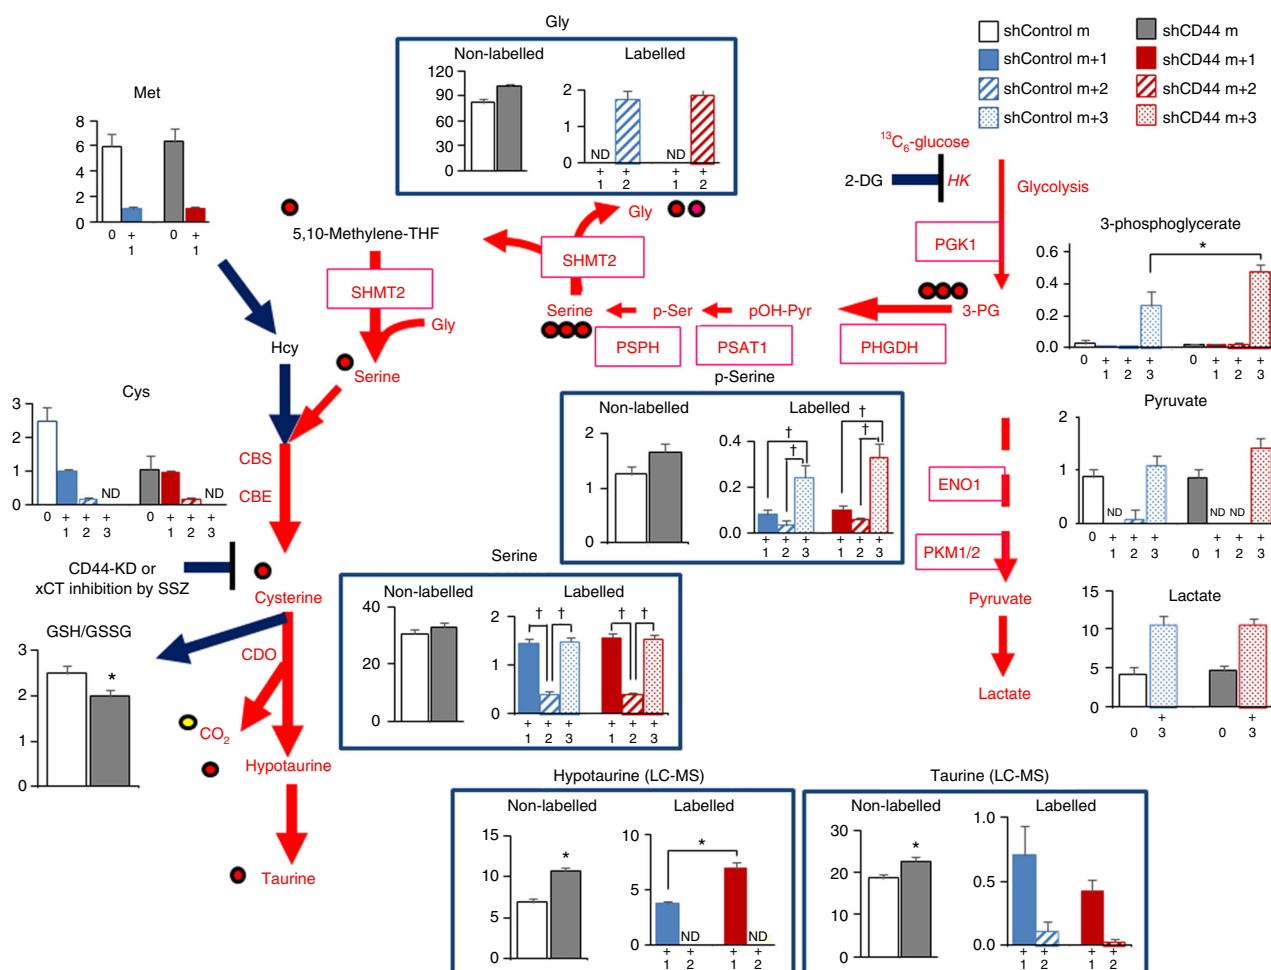 Gly
Non-labelled
Labelled
120
90
60
30
0
2
1
0
ND
ND
+
1
+
2
+
1
+
2
shControl m
shCD44 m
shControl m+1
shCD44 m+1
shControl m+2
shCD44 m+2
shControl m+3
shCD44 m+3
Met
8
6
4
2
0
0
+
1
0
+
1
5,10-Methylene-THF
SHMT2
Gly
Serine
Hcy
Gly
SHMT2
Serine
p-Ser
pOH-Pyr
3-PG
PSPH
PSAT1
PHGDH
13C6-glucose
2-DG
HK
Glycolysis
PGK1
3-phosphoglycerate
*
0.6
0.4
0.2
0.0
0
+
1
+
2
+
3
0
+
1
+
2
+
3
Cys
3
2
1
0
ND
ND
0
+
1
+
2
+
3
0
+
1
+
2
+
3
CBS
CBE
p-Serine
Non-labelled
Labelled
2
1
0
0.4
0.2
0.0
†
†
†
†
+
1
+
2
+
3
+
1
+
2
+
3
Pyruvate
2
1
0
ND
ND
ND
0
+
1
+
2
+
3
0
+
1
+
2
+
3
ENO1
PKM1/2
Pyruvate
Lactate
Lactate
15
10
5
0
0
+
3
0
+
3
CD44-KD or
xCT inhibition by SSZ
Cysterine
GSH/GSSG
3
2
1
0
*
CDO
CO2
Hypotaurine
Taurine
Serine
Non-labelled
Labelled
40
20
0
2
1
0
†
†
†
†
+
1
+
2
+
3
+
1
+
2
+
3
Hypotaurine (LC-MS)
Non-labelled
Labelled
15
10
5
0
*
10
5
0
*
ND
ND
+
1
+
2
+
1
+
2
Taurine (LC-MS)
Non-labelled
Labelled
30
20
10
0
*
1.0
0.5
0.0
+
1
+
2
+
1
+
2